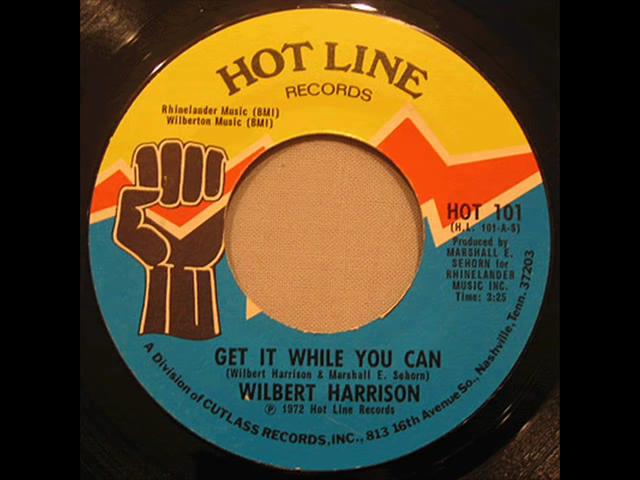 HOT LINE
RECORDS
Rhinelander Music (BMI)
Wilberton Music (BMI)
HOT 101
(H.L. 101-A-S)
Produced by
MARSHALL E.
SEHORN for
RHINELANDER
MUSIC INC.
Time: 3:25
GET IT WHILE YOU CAN
(Wilbert Harrison & Marshall E. Sehorn)
WILBERT HARRISON
℗ 1972 Hot Line Records
A Division of CUTLASS RECORDS, INC., 813 16th Avenue So., Nashville, Tenn. 37203